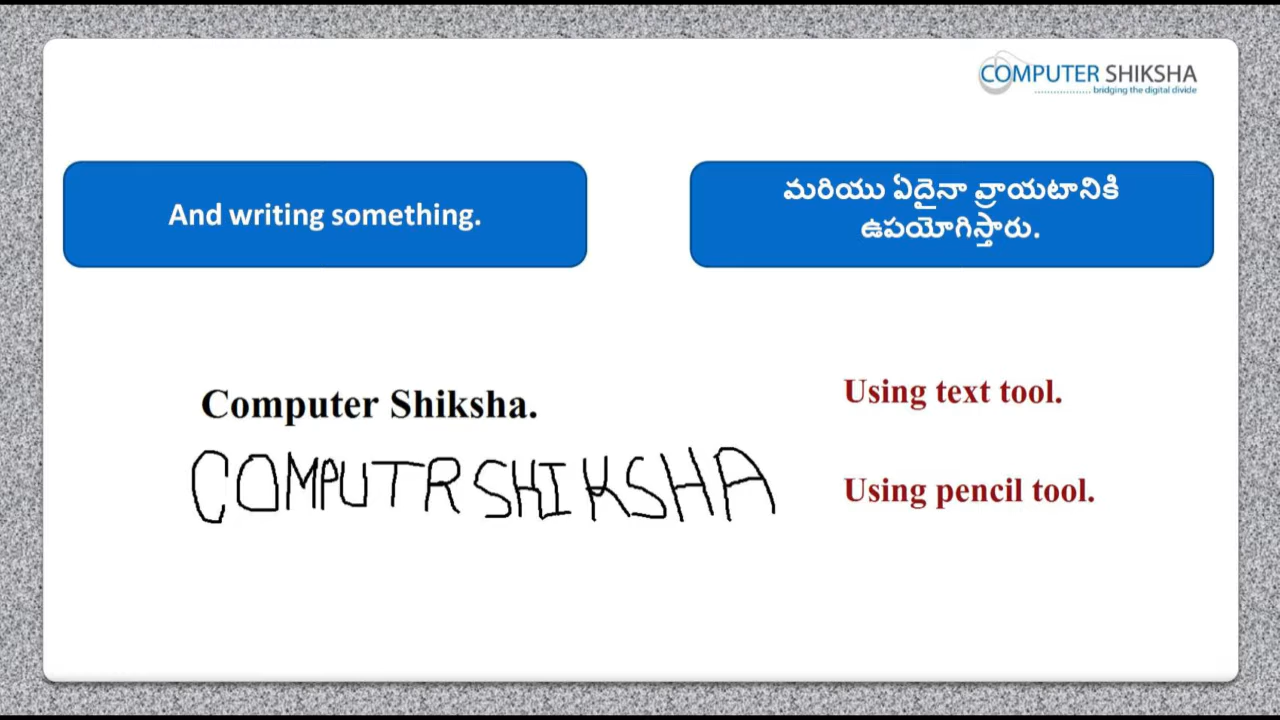 COMPUTER SHIKSHA
bridging the digital divide
And writing something.
మరియు ఏదైనా వ్రాయటానికి
ఉపయోగిస్తారు.
Computer Shiksha.
Using text tool.
COMPUTR SHIKSHA
Using pencil tool.